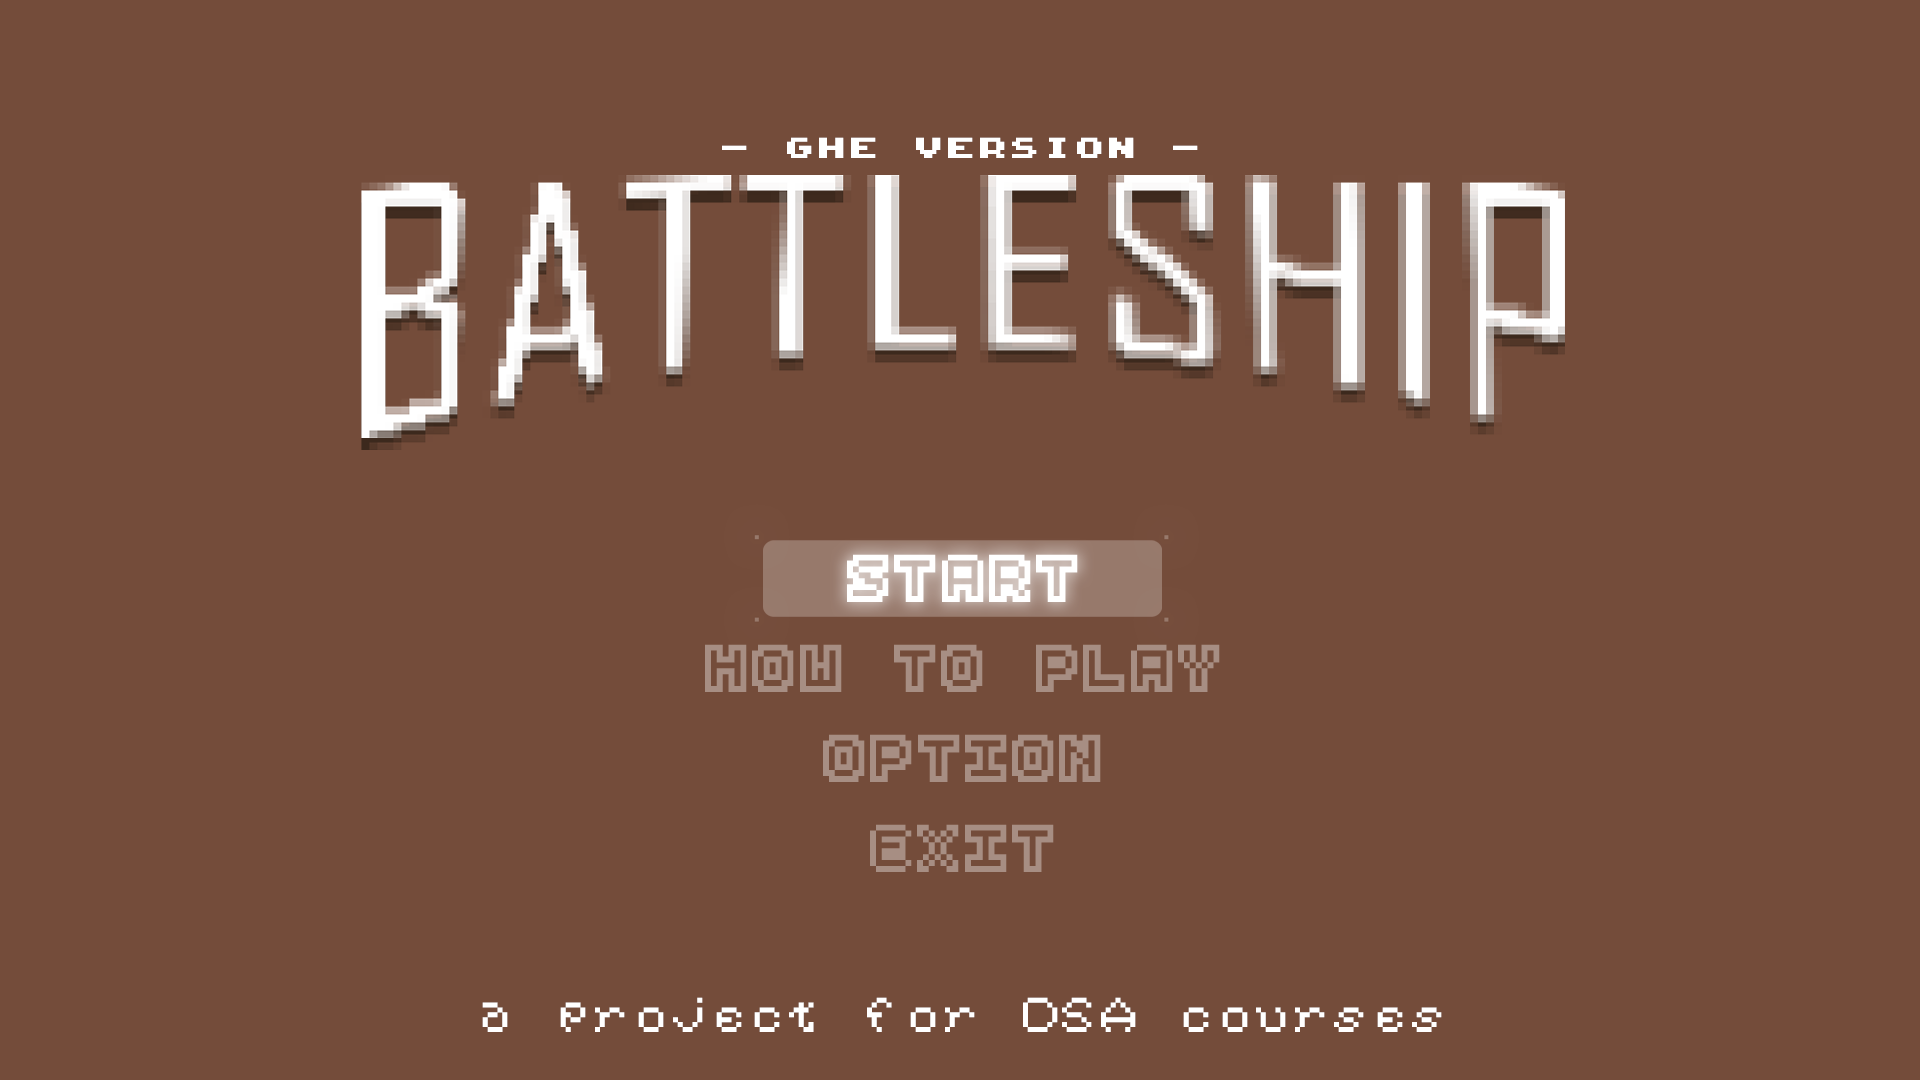 - GHE VERSION -
BATTLESHIP
START
HOW TO PLAY
OPTION
EXIT
a project for DSA courses